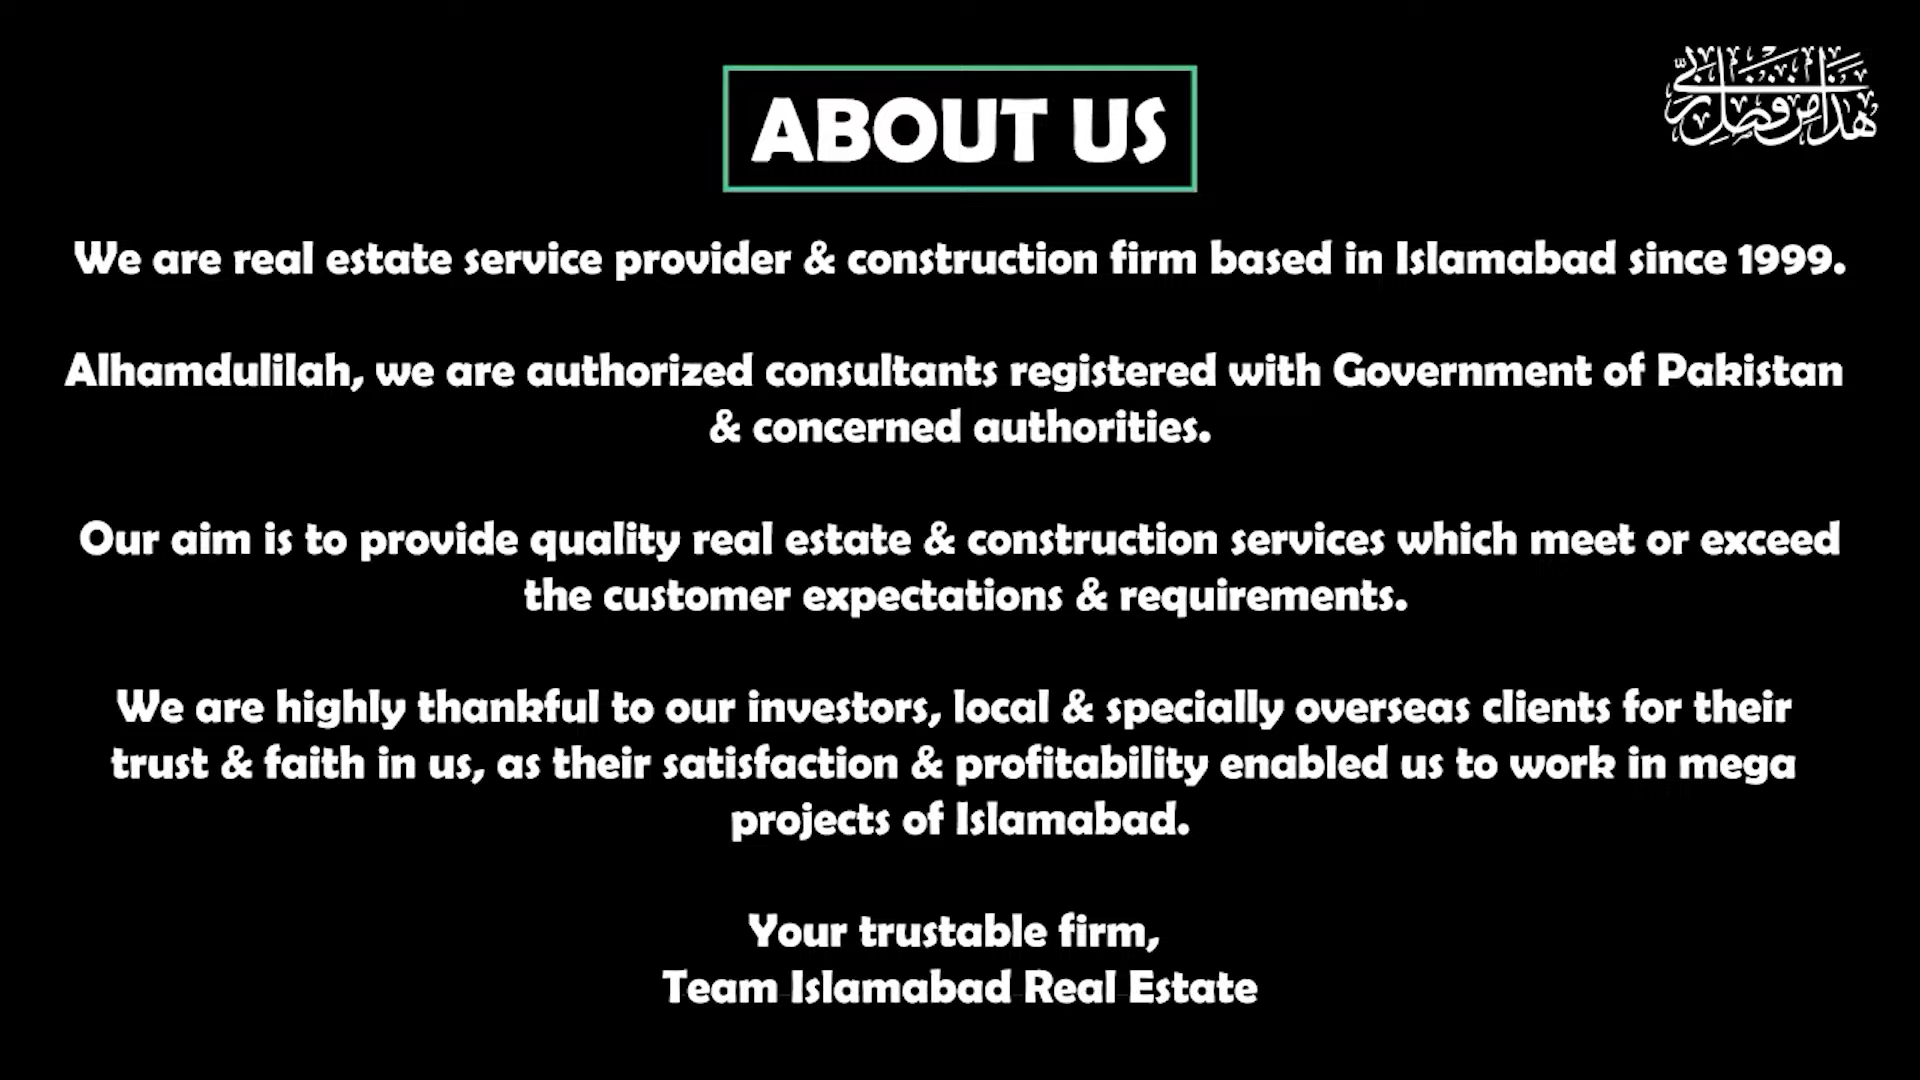 ABOUT US
هذا من فضل ربي
We are real estate service provider & construction firm based in Islamabad since 1999.
Alhamdulilah, we are authorized consultants registered with Government of Pakistan
& concerned authorities.
Our aim is to provide quality real estate & construction services which meet or exceed
the customer expectations & requirements.
We are highly thankful to our investors, local & specially overseas clients for their
trust & faith in us, as their satisfaction & profitability enabled us to work in mega
projects of Islamabad.
Your trustable firm,
Team Islamabad Real Estate